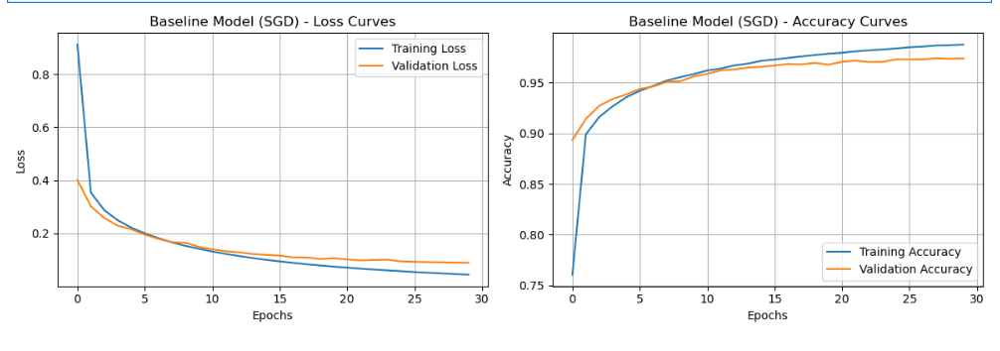 Baseline Model (SGD) - Loss Curves
Training Loss
Validation Loss
0.8
0.6
0.4
0.2
Loss
0
5
10
15
20
25
30
Epochs
Baseline Model (SGD) - Accuracy Curves
0.95
0.90
0.85
0.80
0.75
Accuracy
Training Accuracy
Validation Accuracy
0
5
10
15
20
25
30
Epochs